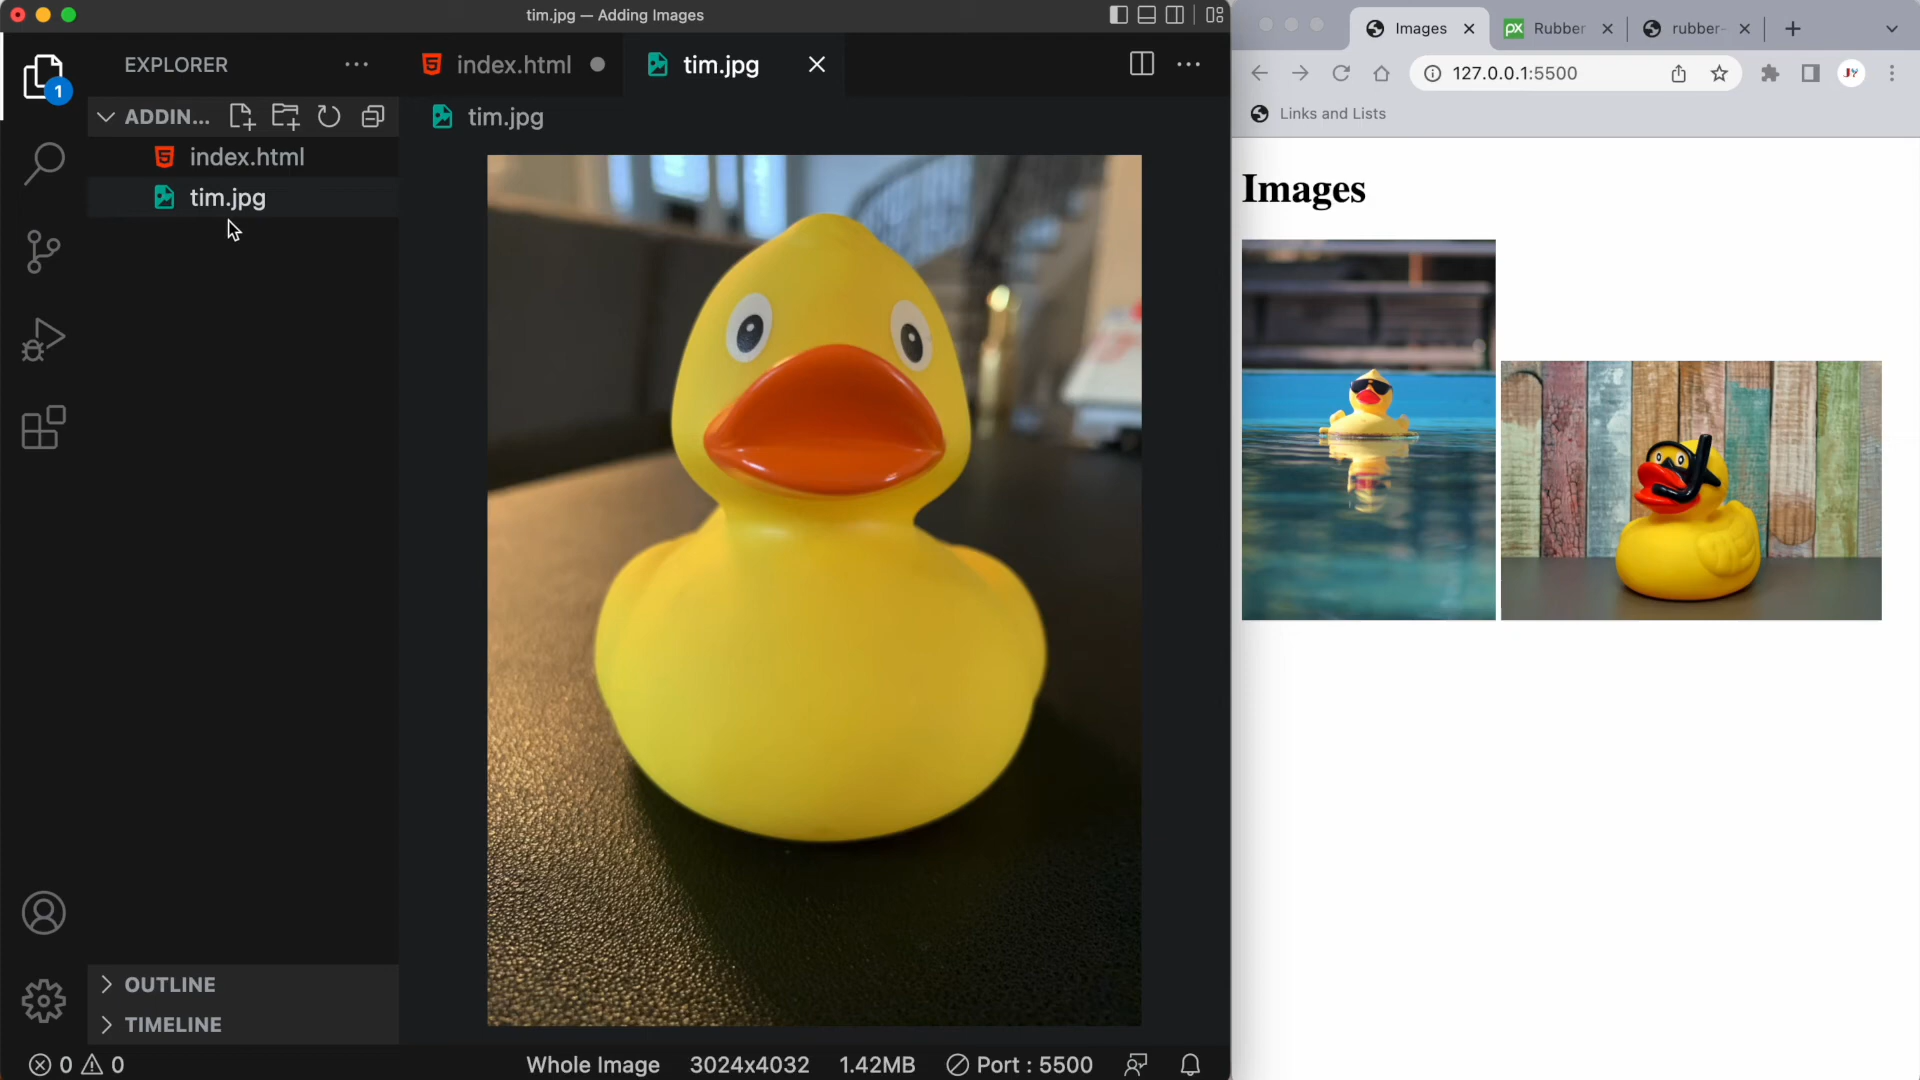 tim.jpg — Adding Images
EXPLORER
index.html
tim.jpg
ADDIN...
tim.jpg
index.html
tim.jpg
1
OUTLINE
TIMELINE
0 0
Whole Image
3024x4032
1.42MB
Port : 5500
Images
Rubber
rubber-
127.0.0.1:5500
JY
Links and Lists
Images